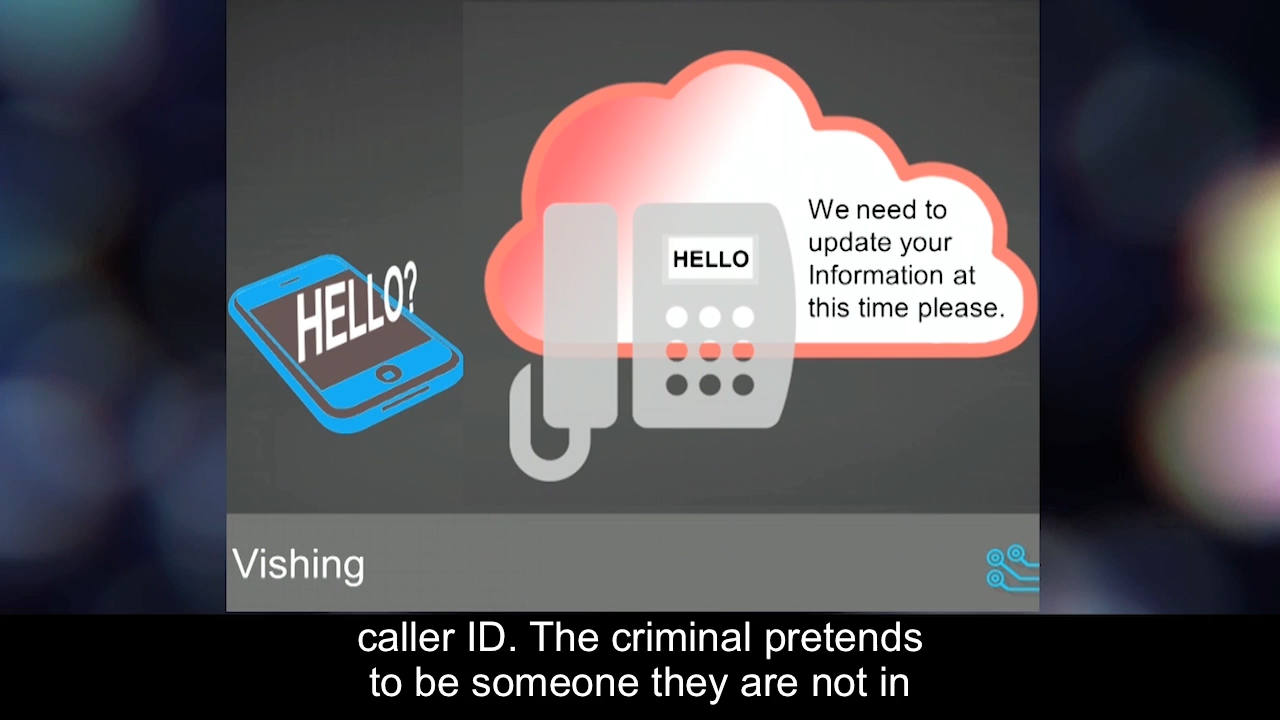 HELLO?
HELLO
We need to
update your
Information at
this time please.
Vishing
caller ID. The criminal pretends
to be someone they are not in